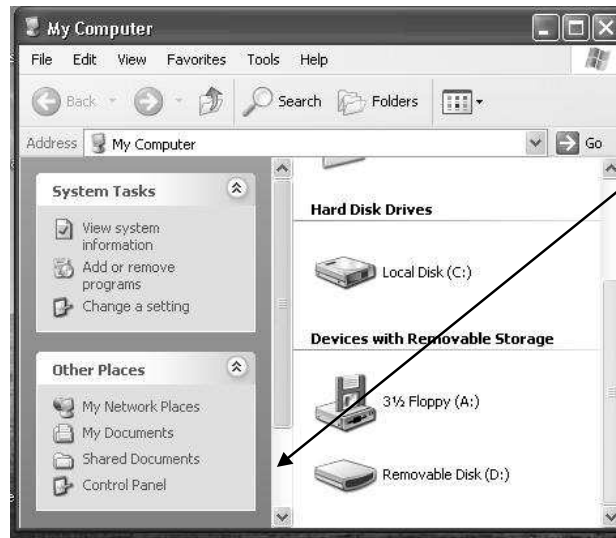 My Computer
File Edit View Favorites Tools Help
Back Search Folders
Address My Computer Go
System Tasks
View system
information
Add or remove
programs
Change a setting
Other Places
My Network Places
My Documents
Shared Documents
Control Panel
Hard Disk Drives
Local Disk (C:)
Devices with Removable Storage
3½ Floppy (A:)
Removable Disk (D:)